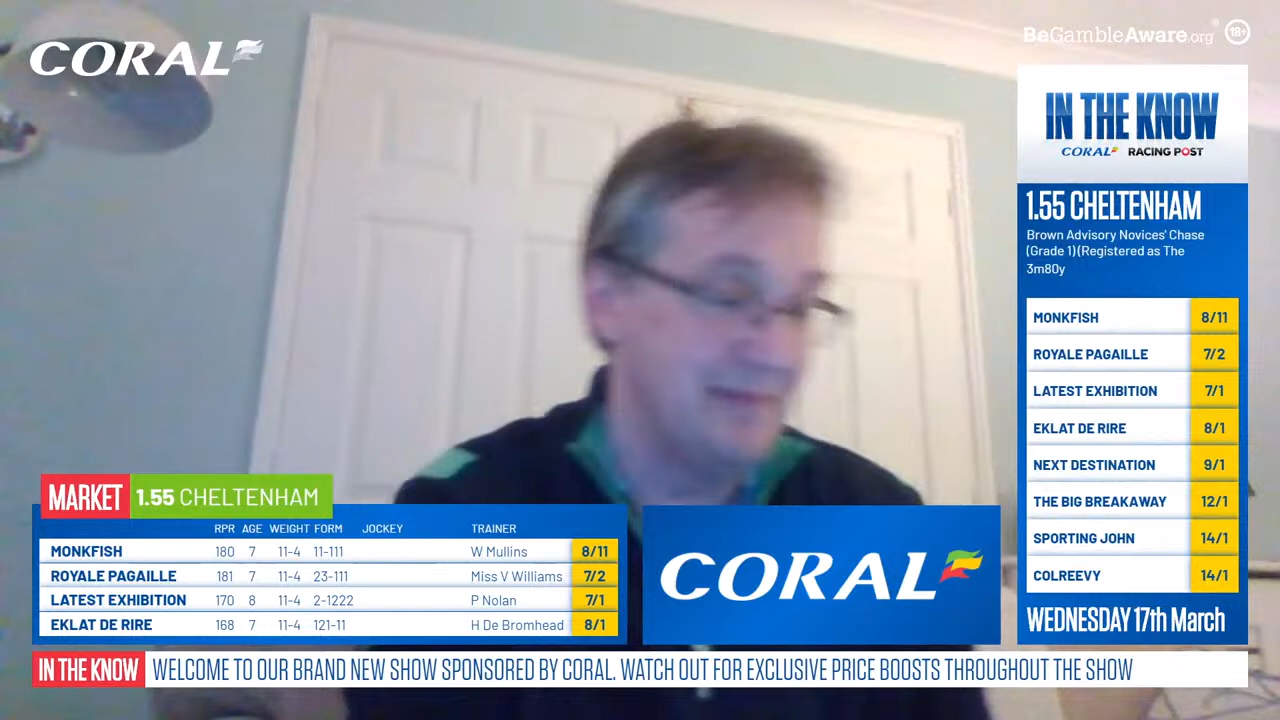 CORAL
BeGambleAware.org 18+
IN THE KNOW
CORAL RACING POST
1.55 CHELTENHAM
Brown Advisory Novices' Chase
(Grade 1)(Registered as The
3m80y
MONKFISH 8/11
ROYALE PAGAILLE 7/2
LATEST EXHIBITION 7/1
EKLAT DE RIRE 8/1
NEXT DESTINATION 9/1
THE BIG BREAKAWAY 12/1
SPORTING JOHN 14/1
COLREEVY 14/1
WEDNESDAY 17th March
MARKET 1.55 CHELTENHAM
RPR AGE WEIGHT FORM JOCKEY TRAINER
MONKFISH 180 7 11-4 11-111 W Mullins 8/11
ROYALE PAGAILLE 181 7 11-4 23-111 Miss V Williams 7/2
LATEST EXHIBITION 170 8 11-4 2-1222 P Nolan 7/1
EKLAT DE RIRE 168 7 11-4 121-11 H De Bromhead 8/1
CORAL
IN THE KNOW WELCOME TO OUR BRAND NEW SHOW SPONSORED BY CORAL. WATCH OUT FOR EXCLUSIVE PRICE BOOSTS THROUGHOUT THE SHOW